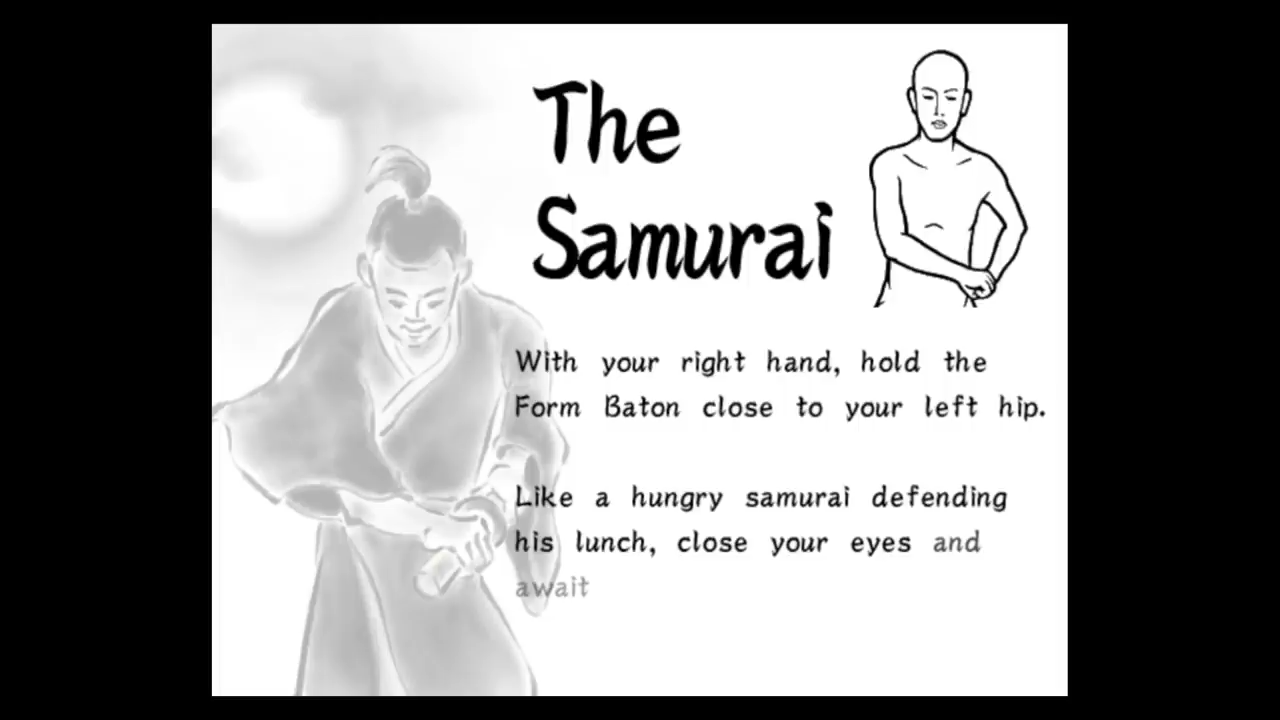 The
Samurai
With your right hand, hold the
Form Baton close to your left hip.
Like a hungry samurai defending
his lunch, close your eyes and
await